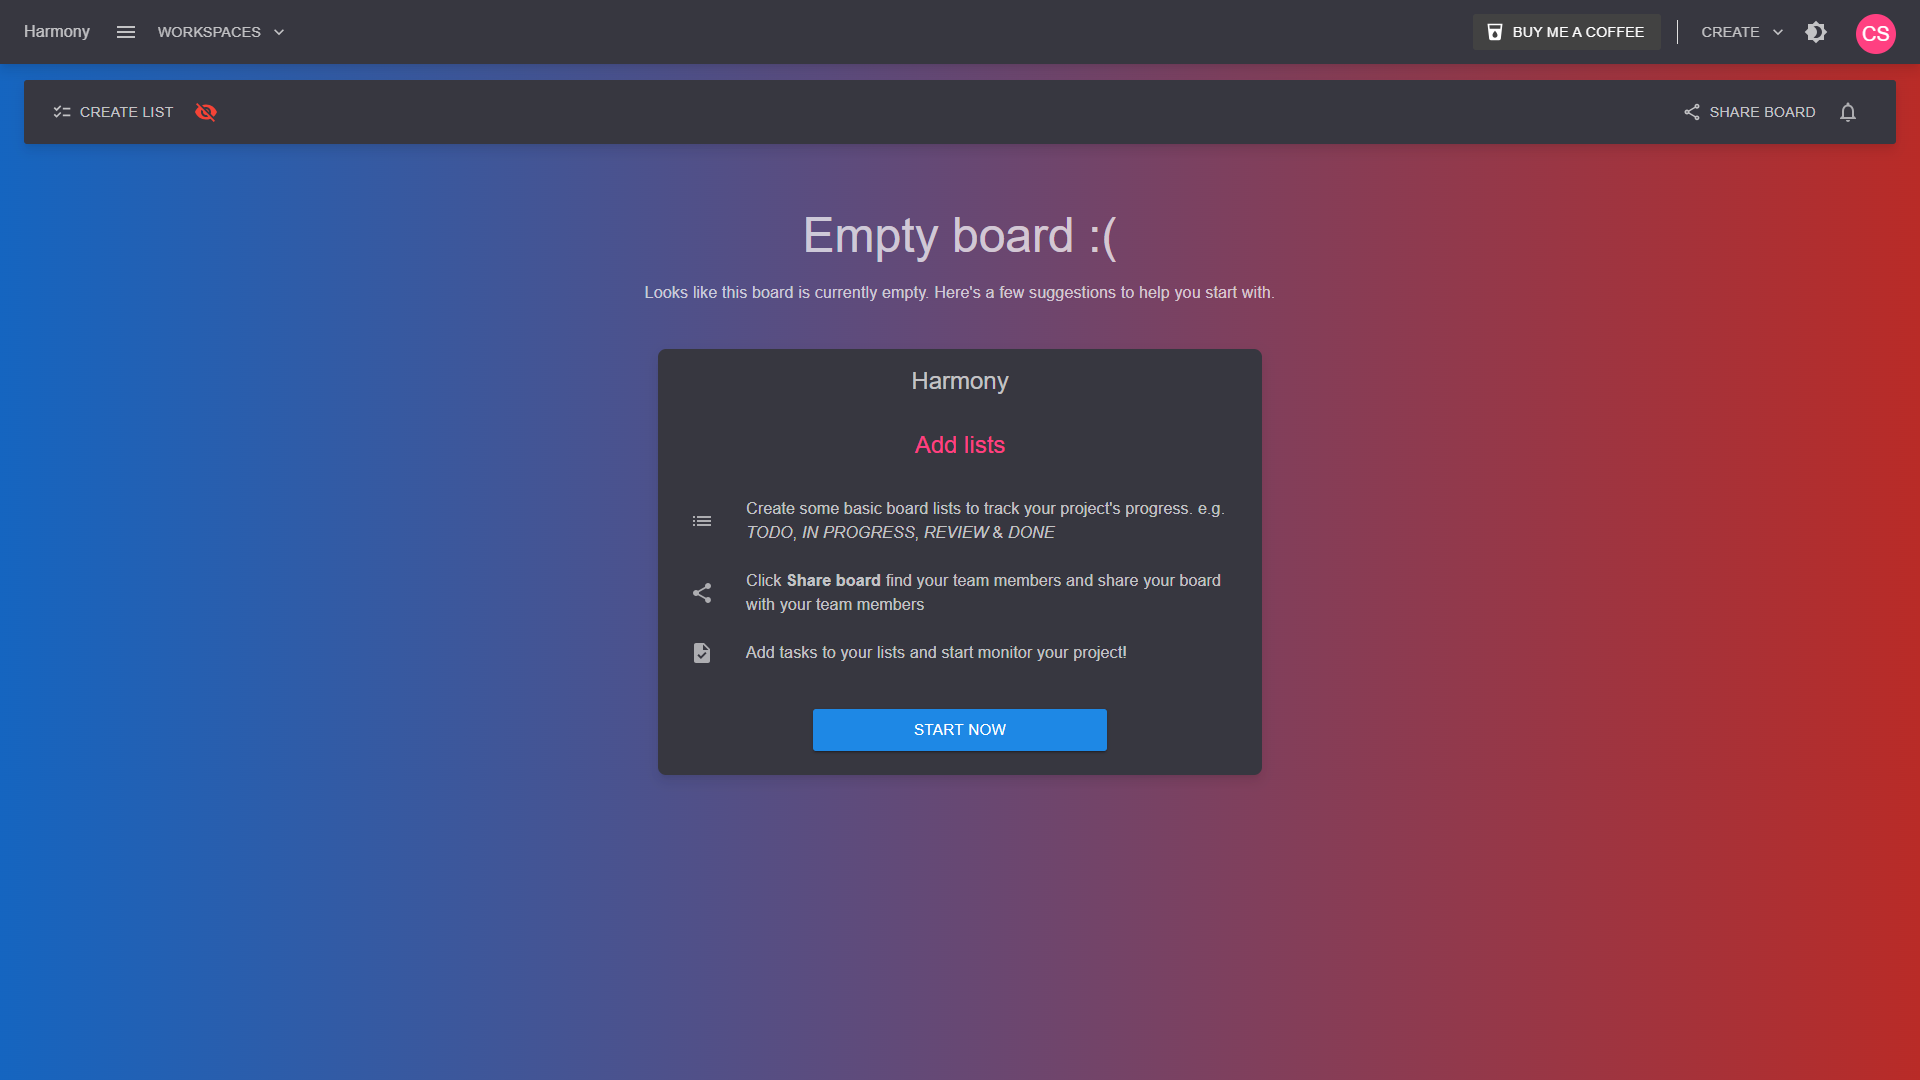 Harmony
WORKSPACES
BUY ME A COFFEE
CREATE
CS
CREATE LIST
SHARE BOARD
Empty board :(
Looks like this board is currently empty. Here's a few suggestions to help you start with.
Harmony
Add lists
Create some basic board lists to track your project's progress. e.g.
TODO, IN PROGRESS, REVIEW & DONE
Click Share board find your team members and share your board
with your team members
Add tasks to your lists and start monitor your project!
START NOW